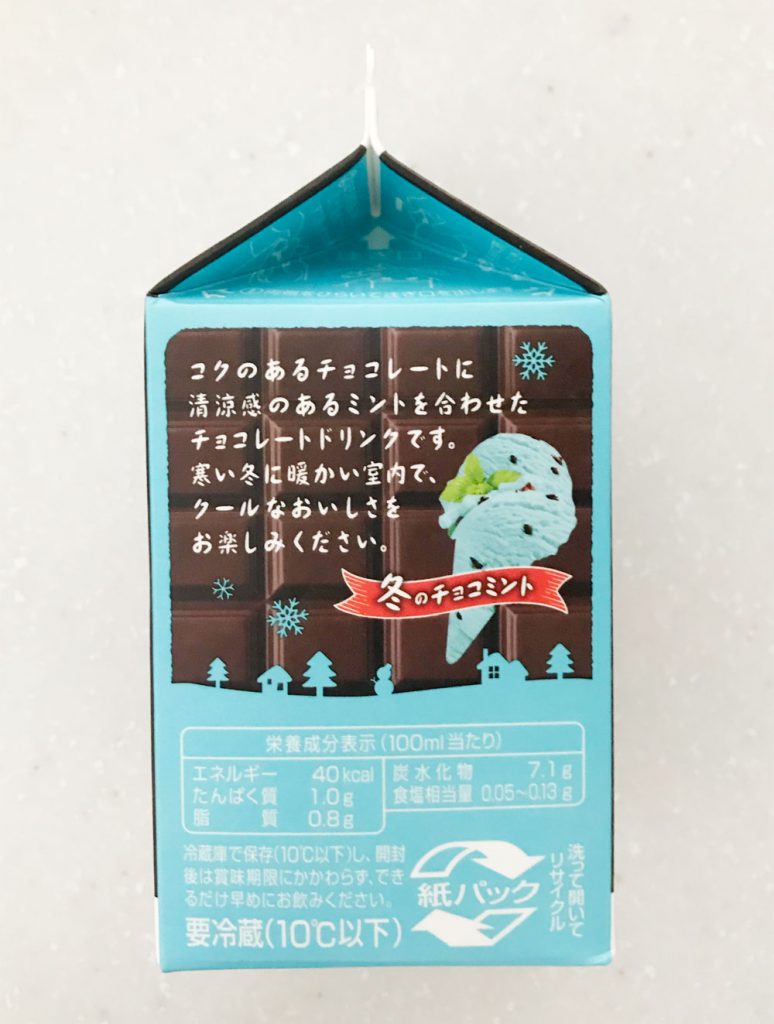 コクのあるチョコレートに
清涼感のあるミントを合わせた
チョコレートドリンクです。
寒い冬に暖かい室内で、
クールなおいしさを
お楽しみください。
冬のチョコミント
栄養成分表示(100ml当たり)
エネルギー 40kcal
たんぱく質 1.0g
脂質 0.8g
炭水化物 7.1g
食塩相当量 0.05~0.13g
冷蔵庫で保存(10℃以下)し、開封
後は賞味期限にかかわらず、でき
るだけ早めにお飲みください。
要冷蔵(10℃以下)
紙パック
洗って開いて
リサイクル